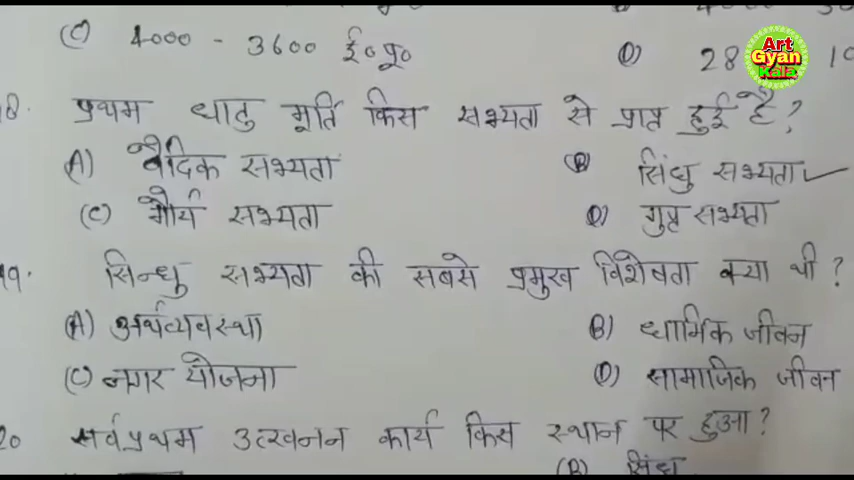 (C) 4000 - 3600 ई०पू०
(D) 28
Art
Gyan
Kala
18. प्रथम धातु मूर्ति किस सभ्यता से प्राप्त हुई है?
(A) वैदिक सभ्यता (B) सिंधु सभ्यता
(C) मौर्य सभ्यता (D) गुप्त सभ्यता
19. सिन्धु सभ्यता की सबसे प्रमुख विशेषता क्या थी?
(A) अर्थव्यवस्था (B) धार्मिक जीवन
(C) नगर योजना (D) सामाजिक जीवन
20 सर्वप्रथम उत्खनन कार्य किस स्थान पर हुआ?
(B) सिंध